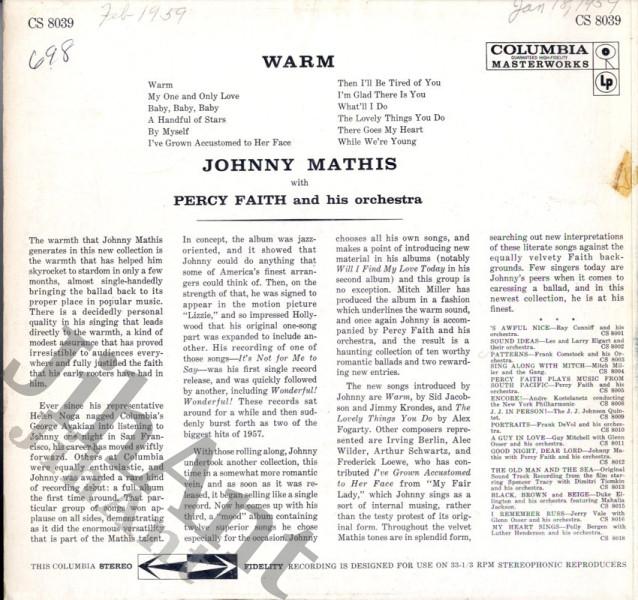 CS 8039
Feb-1959
Jan 18, 1959
CS 8039
698
COLUMBIA
GUARANTEED HIGH-FIDELITY
MASTERWORKS
LP
WARM
Warm
My One and Only Love
Baby, Baby, Baby
A Handful of Stars
By Myself
I've Grown Accustomed to Her Face
Then I'll Be Tired of You
I'm Glad There Is You
What'll I Do
The Lovely Things You Do
There Goes My Heart
While We're Young
JOHNNY MATHIS
with
PERCY FAITH and his orchestra
The warmth that Johnny Mathis
generates in this new collection is
the warmth that has helped him
skyrocket to stardom in only a few
months, almost single-handedly
bringing the ballad back to its
proper place in popular music.
There is a decidedly personal
quality in his singing that leads
directly to the warmth, a kind of
modest assurance that has proved
irresistible to audiences every-
where and fully justified the faith
that his early supporters have had in
him.
Ever since his representative
Helen Noga nagged Columbia's
George Avakian into listening to
Johnny one night in San Fran-
cisco, his career has moved swiftly
forward. Others at Columbia
were equally enthusiastic, and
Johnny was awarded a rare kind
of recording debut: a full album
the first time around. That par-
ticular group of songs won ap-
plause on all sides, demonstrating
as it did the enormous versatility
that is part of the Mathis talent.
In concept, the album was jazz-
oriented, and it showed that
Johnny could do anything that
some of America's finest arran-
gers could think of. Then, on the
strength of that, he was signed to
appear in the motion picture
"Lizzie," and so impressed Holly-
wood that his original one-song
part was expanded to include an-
other. His recording of one of
those songs—It's Not for Me to
Say—was his first single record
release, and was quickly followed
by another, including Wonderful!
Wonderful! These records sat
around for a while and then sud-
denly burst forth as two of the
biggest hits of 1957.
With those rolling along, Johnny
undertook another collection, this
time in a somewhat more romantic
vein, and as soon as it was re-
leased, it began selling like a single
record. Now he comes up with his
third, a "mood" album containing
twelve superior songs he chose
especially for the occasion. Johnny
chooses all his own songs, and
makes a point of introducing new
material in his albums (notably
Will I Find My Love Today in his
second album) and this group is
no exception. Mitch Miller has
produced the album in a fashion
which underlines the warm sound,
and once again Johnny is accom-
panied by Percy Faith and his
orchestra, and the result is a
haunting collection of ten worthy
romantic ballads and two reward-
ing new entries.
The new songs introduced by
Johnny are Warm, by Sid Jacob-
son and Jimmy Krondes, and The
Lovely Things You Do by Alex
Fogarty. Other composers repre-
sented are Irving Berlin, Alec
Wilder, Arthur Schwartz, and
Frederick Loewe, who has con-
tributed I've Grown Accustomed
to Her Face from "My Fair
Lady," which Johnny sings as a
sort of internal musing, rather
than the testy protest of its orig-
inal form. Throughout the velvet
Mathis tones are in splendid form,
searching out new interpretations
of these literate songs against the
equally velvety Faith back-
grounds. Few singers today are
Johnny's peers when it comes to
caressing a ballad, and in this
newest collection, he is at his
finest.
* * *
'S AWFUL NICE—Ray Conniff and his
orchestra. CS 8001
SOUND IDEAS—Les and Larry Elgart and
their orchestra. CS 8002
PATTERNS—Frank Comstock and his Or-
chestra. CS 8003
SING ALONG WITH MITCH—Mitch Mil-
ler and the Gang. CS 8004
PERCY FAITH PLAYS MUSIC FROM
SOUTH PACIFIC—Percy Faith and his
orchestra. CS 8005
ENCORE!—Andre Kostelanetz conducting
the New York Philharmonic. CS 8008
J. J. IN PERSON!—The J. J. Johnson Quin-
tet. CS 8009
PORTRAITS—Frank DeVol and his orches-
tra. CS 8010
A GUY IN LOVE—Guy Mitchell with Glenn
Osser and his orchestra. CS 8011
GOOD NIGHT, DEAR LORD—Johnny Ma-
this with Percy Faith and his orchestra.
CS 8012
THE OLD MAN AND THE SEA—Original
Sound Track Recording from the film star-
ring Spencer Tracy with Dimitri Tiomkin
and his orchestra. CS 8013
BLACK, BROWN and BEIGE—Duke El-
lington and his orchestra featuring Mahalia
Jackson. CS 8015
I REMEMBER RUSS—Jerry Vale with
Glenn Osser and his orchestra. CS 8016
MY HEART SINGS—Polly Bergen with
Luther Henderson and his orchestra.
CS 8018
THIS COLUMBIA STEREO FIDELITY RECORDING IS DESIGNED FOR USE ON 33-1/3 RPM STEREOPHONIC REPRODUCERS